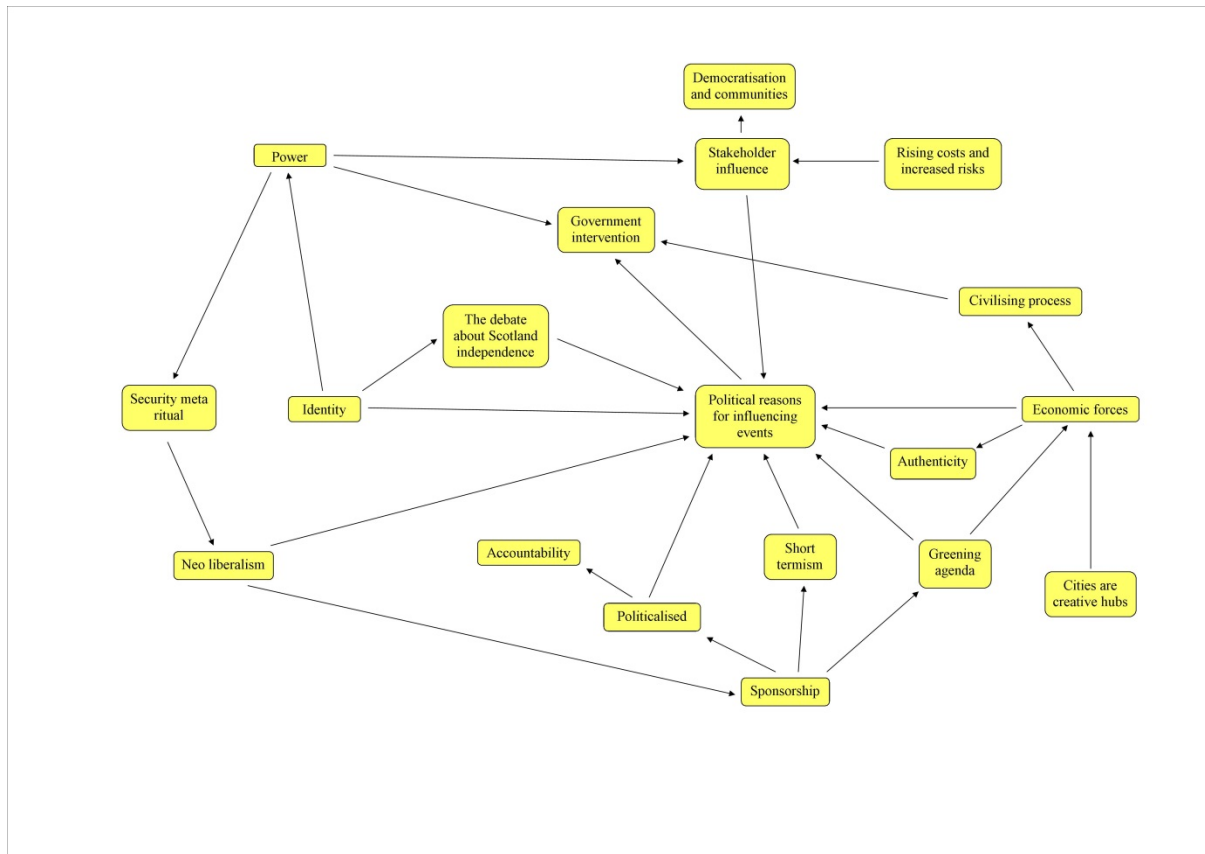 Democratisation
and communities
Power
Stakeholder
influence
Rising costs and
increased risks
Government
intervention
Civilising process
The debate
about Scotland
independence
Security meta
ritual
Identity
Political reasons
for influencing
events
Economic forces
Authenticity
Accountability
Short
termism
Greening
agenda
Neo liberalism
Cities are
creative hubs
Politicalised
Sponsorship